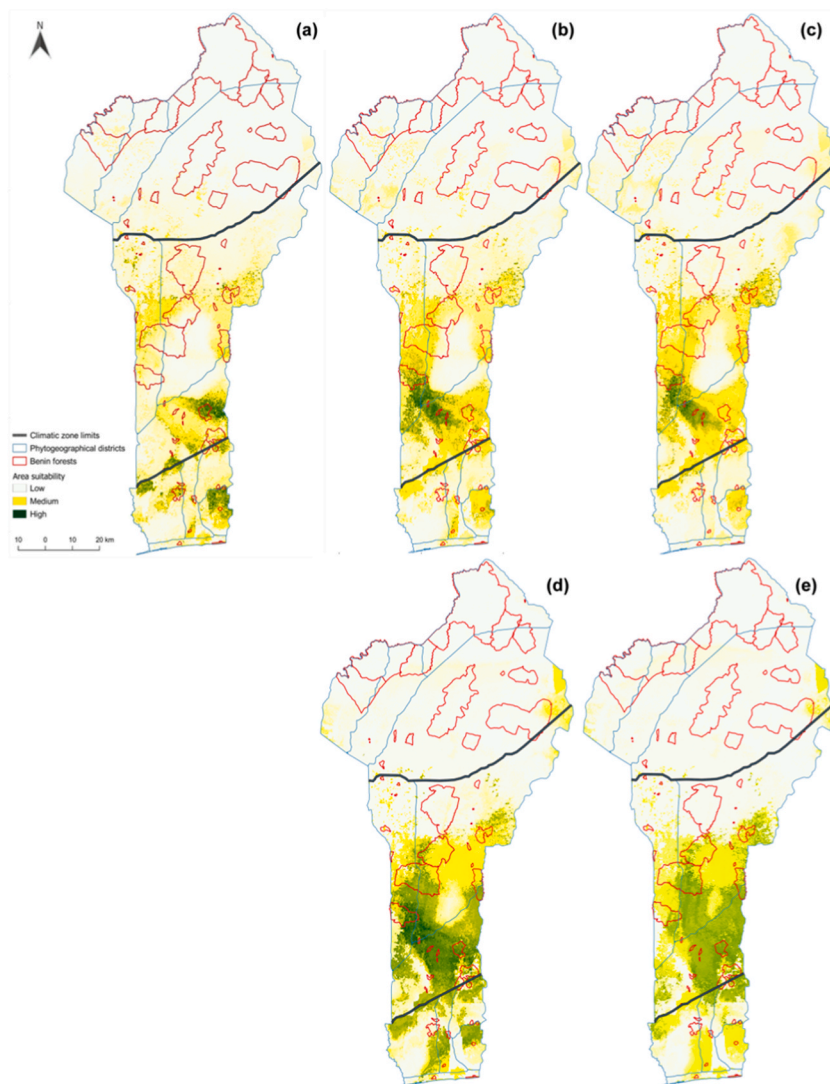 N
(a)
(b)
(c)
Climatic zone limits
Phytogeographical districts
Benin forests
Area suitability
Low
Medium
High
10 0 10 20 km
(d)
(e)